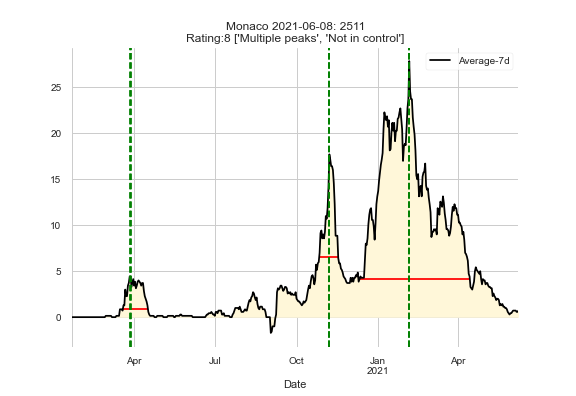 Monaco 2021-06-08: 2511
Rating:8 ['Multiple peaks', 'Not in control']
Average-7d
25
20
15
10
5
0
Apr
Jul
Oct
Jan
2021
Apr
Date